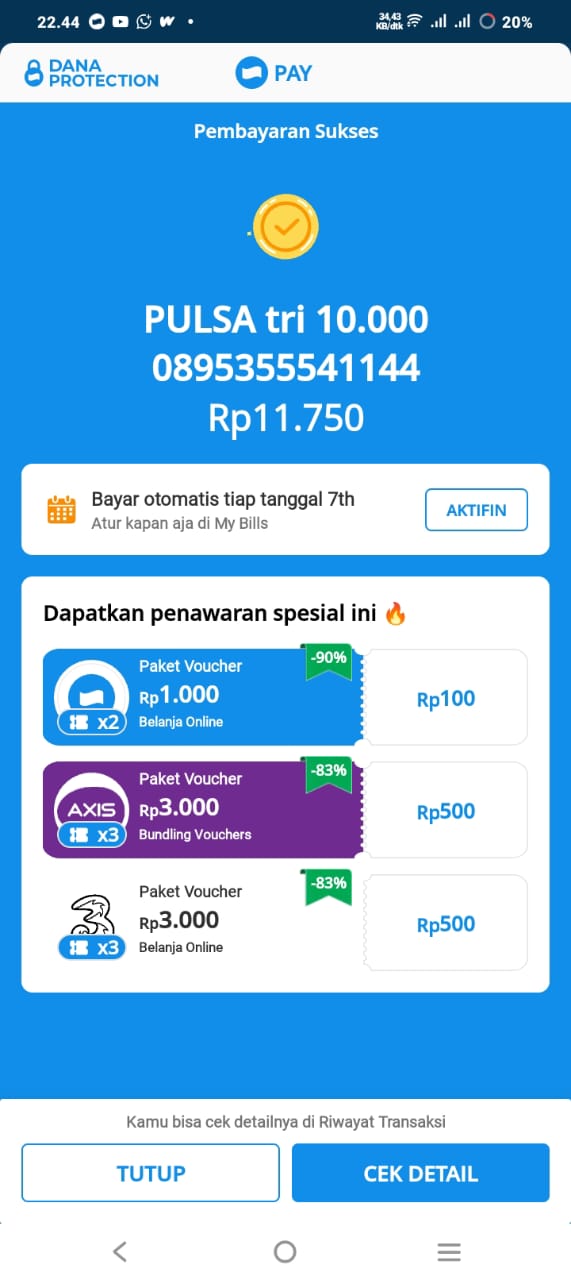 22.44
34,43
KB/dtk
20%
DANA
PROTECTION
PAY
Pembayaran Sukses
PULSA tri 10.000
0895355541144
Rp11.750
Bayar otomatis tiap tanggal 7th
Atur kapan aja di My Bills
AKTIFIN
Dapatkan penawaran spesial ini 🔥
Paket Voucher
-90%
Rp1.000
Rp100
x2
Belanja Online
Paket Voucher
-83%
AXIS
Rp3.000
Rp500
x3
Bundling Vouchers
Paket Voucher
-83%
3
Rp3.000
Rp500
x3
Belanja Online
Kamu bisa cek detailnya di Riwayat Transaksi
TUTUP
CEK DETAIL